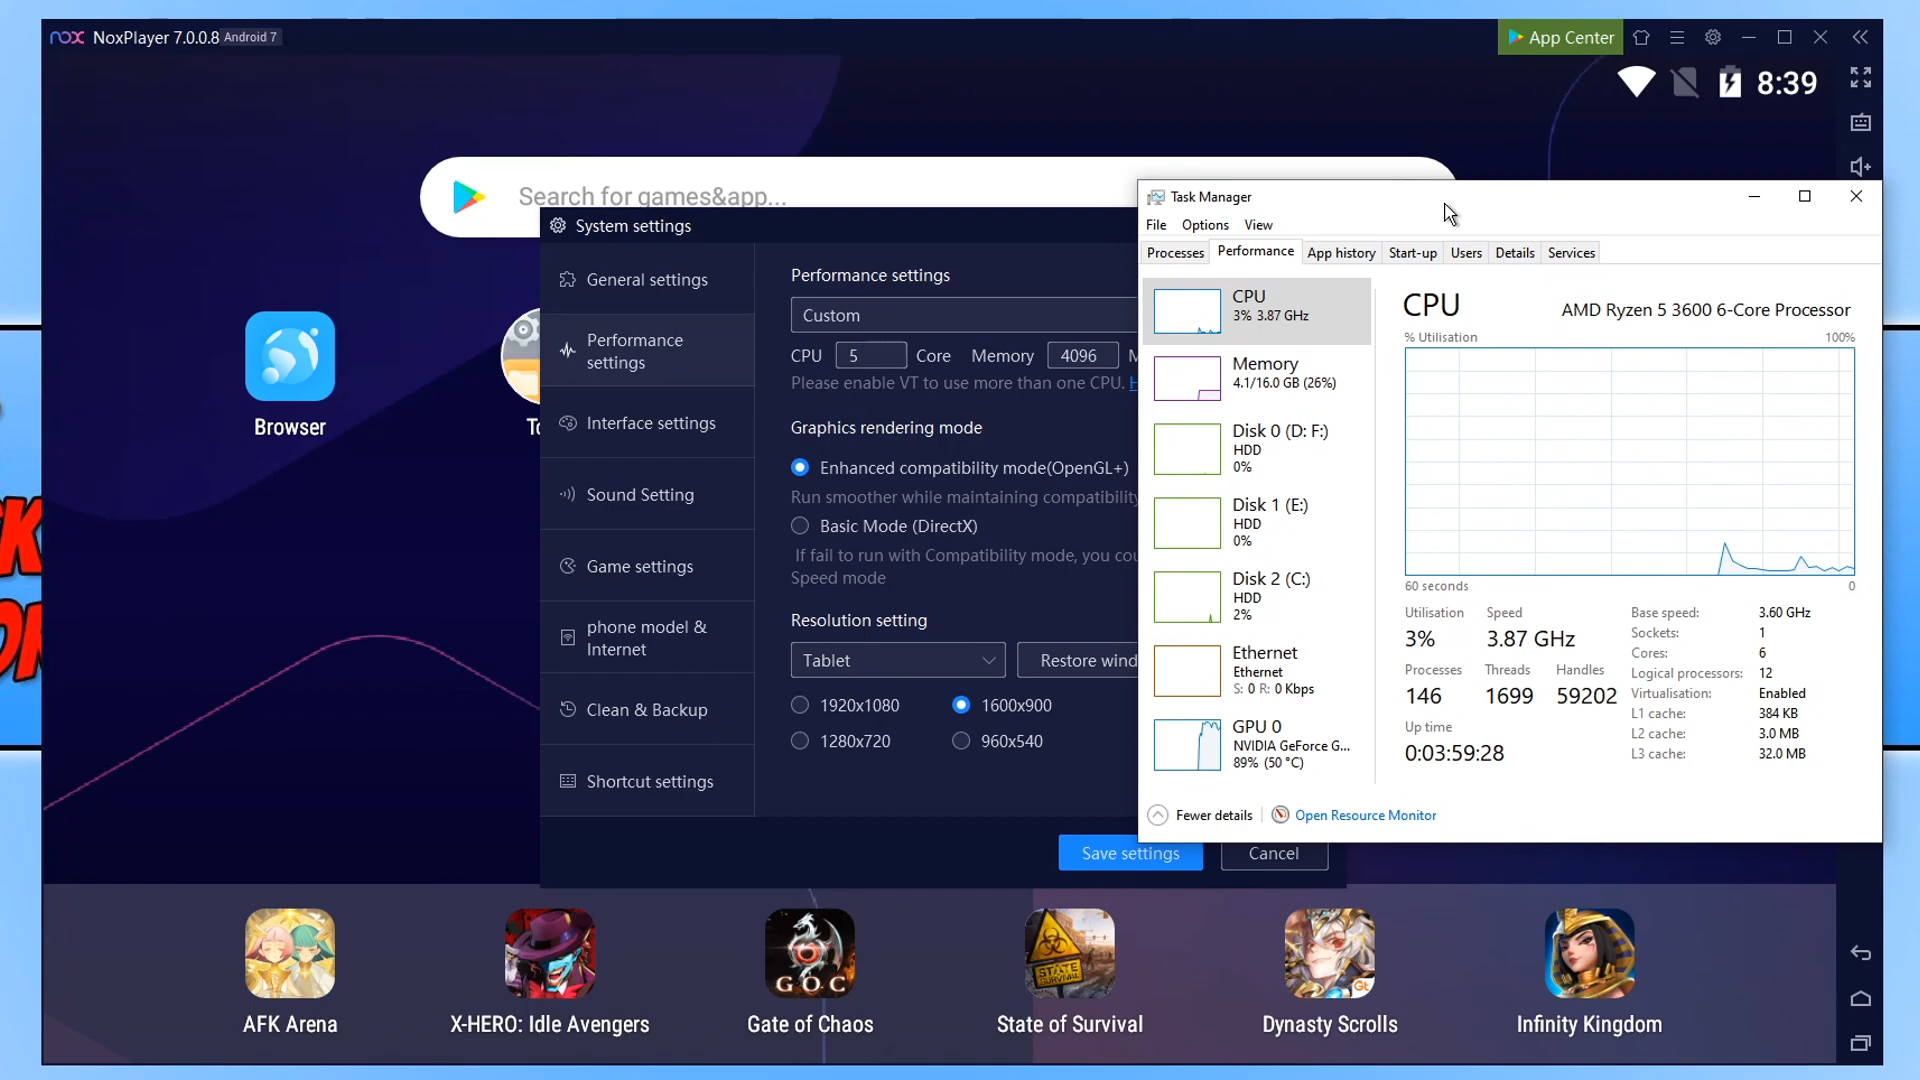 nox NoxPlayer 7.0.0.8 Android 7
App Center
8:39
Search for games&app...
Browser
To
System settings
General settings
Performance
settings
Interface settings
Sound Setting
Game settings
phone model &
Internet
Clean & Backup
Shortcut settings
Performance settings
Custom
CPU 5 Core Memory 4096 M
Please enable VT to use more than one CPU. H
Graphics rendering mode
Enhanced compatibility mode(OpenGL+)
Run smoother while maintaining compatibility
Basic Mode (DirectX)
If fail to run with Compatibility mode, you cou
Speed mode
Resolution setting
Tablet
Restore wind
1920x1080
1600x900
1280x720
960x540
Save settings
Cancel
Task Manager
File Options View
Processes Performance App history Start-up Users Details Services
CPU
3% 3.87 GHz
Memory
4.1/16.0 GB (26%)
Disk 0 (D: F:)
HDD
0%
Disk 1 (E:)
HDD
0%
Disk 2 (C:)
HDD
2%
Ethernet
Ethernet
S: 0 R: 0 Kbps
GPU 0
NVIDIA GeForce G...
89% (50 °C)
CPU
AMD Ryzen 5 3600 6-Core Processor
% Utilisation
100%
60 seconds
0
Utilisation
3%
Speed
3.87 GHz
Processes
146
Threads
1699
Handles
59202
Up time
0:03:59:28
Base speed: 3.60 GHz
Sockets: 1
Cores: 6
Logical processors: 12
Virtualisation: Enabled
L1 cache: 384 KB
L2 cache: 3.0 MB
L3 cache: 32.0 MB
Fewer details
Open Resource Monitor
STATE
SURVIVAL
GOC
Gt
AFK Arena
X-HERO: Idle Avengers
Gate of Chaos
State of Survival
Dynasty Scrolls
Infinity Kingdom